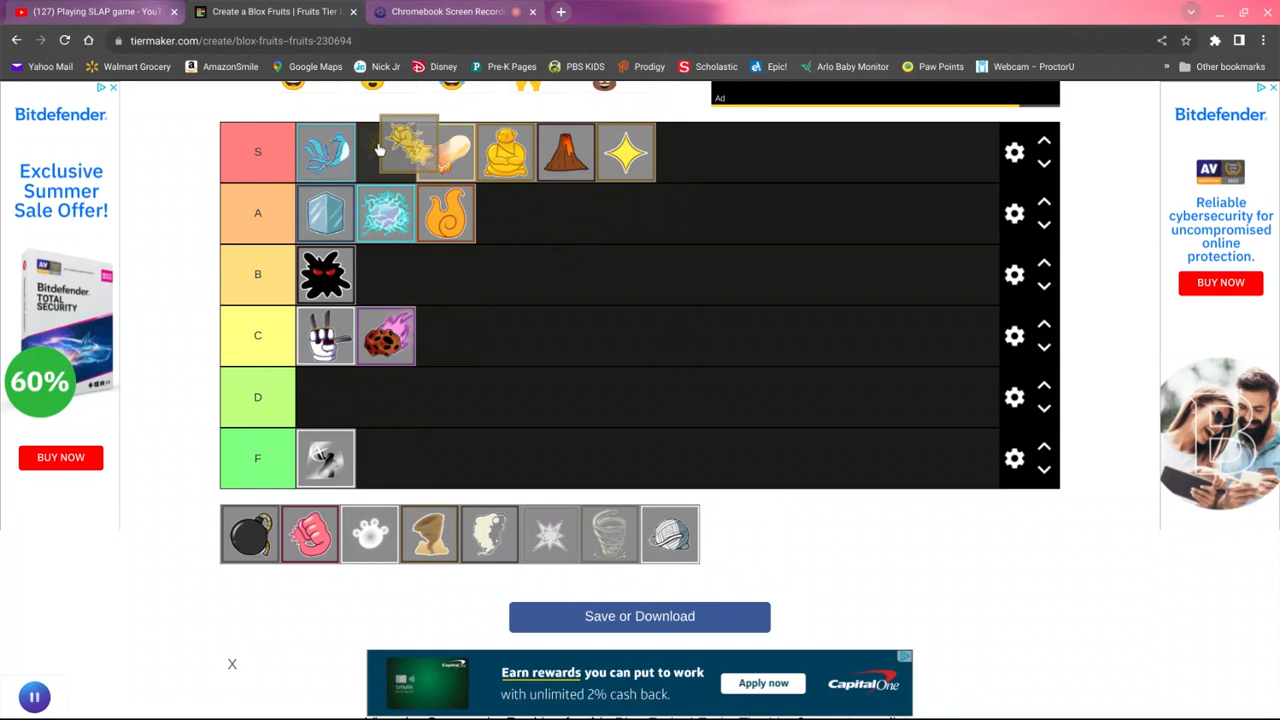 (127) Playing SLAP game - YouT
Create a Blox Fruits | Fruits Tier L
Chromebook Screen Record
tiermaker.com/create/blox-fruits--fruits-230694
Yahoo Mail
Walmart Grocery
AmazonSmile
Google Maps
Nick Jr
Disney
Pre-K Pages
PBS KIDS
Prodigy
Scholastic
Epic!
Arlo Baby Monitor
Paw Points
Webcam – ProctorU
»
Other bookmarks
Ad
Bitdefender
Exclusive
Summer
Sale Offer!
Bitdefender
TOTAL
SECURITY
60%
BUY NOW
S
A
B
C
D
F
Bitdefender
AV
Reliable
cybersecurity for
uncompromised
online
protection.
BUY NOW
B
Save or Download
X
Earn rewards you can put to work
with unlimited 2% cash back.
Apply now
Capital One